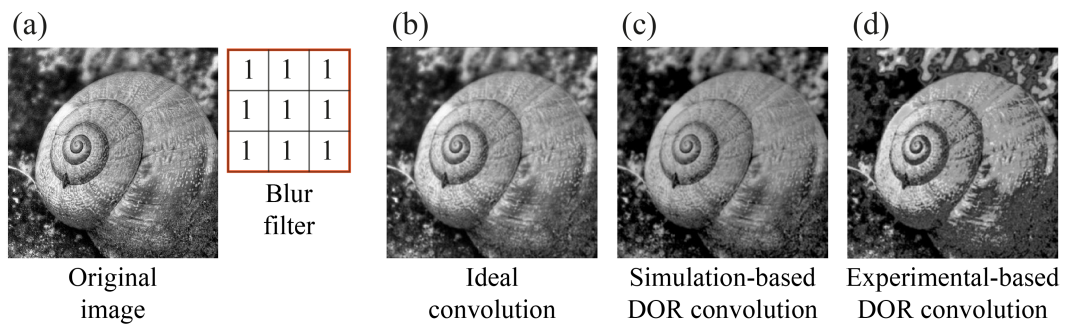 (a)
1 1 1
1 1 1
1 1 1
Blur
filter
Original
image
(b)
Ideal
convolution
(c)
Simulation-based
DOR convolution
(d)
Experimental-based
DOR convolution